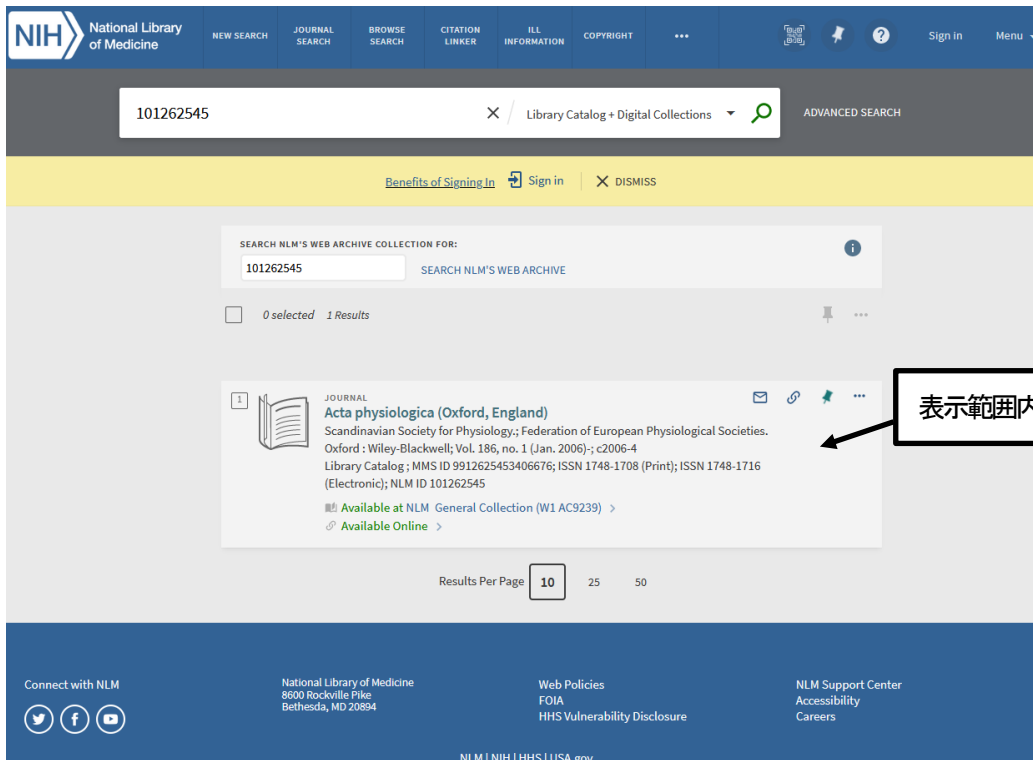 NIH National Library of Medicine
NEW SEARCH
JOURNAL SEARCH
BROWSE SEARCH
CITATION LINKER
ILL INFORMATION
COPYRIGHT
•••
?
Sign in
Menu
101262545
Library Catalog + Digital Collections
ADVANCED SEARCH
Benefits of Signing In
Sign in
DISMISS
SEARCH NLM'S WEB ARCHIVE COLLECTION FOR:
101262545
SEARCH NLM'S WEB ARCHIVE
0 selected 1 Results
1
JOURNAL
Acta physiologica (Oxford, England)
Scandinavian Society for Physiology.; Federation of European Physiological Societies.
Oxford : Wiley-Blackwell; Vol. 186, no. 1 (Jan. 2006)-; c2006-4
Library Catalog ; MMS ID 9912625453406676; ISSN 1748-1708 (Print); ISSN 1748-1716
(Electronic); NLM ID 101262545
Available at NLM General Collection (W1 AC9239) >
Available Online >
表示範囲内
Results Per Page 10 25 50
Connect with NLM
National Library of Medicine
8600 Rockville Pike
Bethesda, MD 20894
Web Policies
FOIA
HHS Vulnerability Disclosure
NLM Support Center
Accessibility
Careers
NLM | NIH | HHS | USA.gov